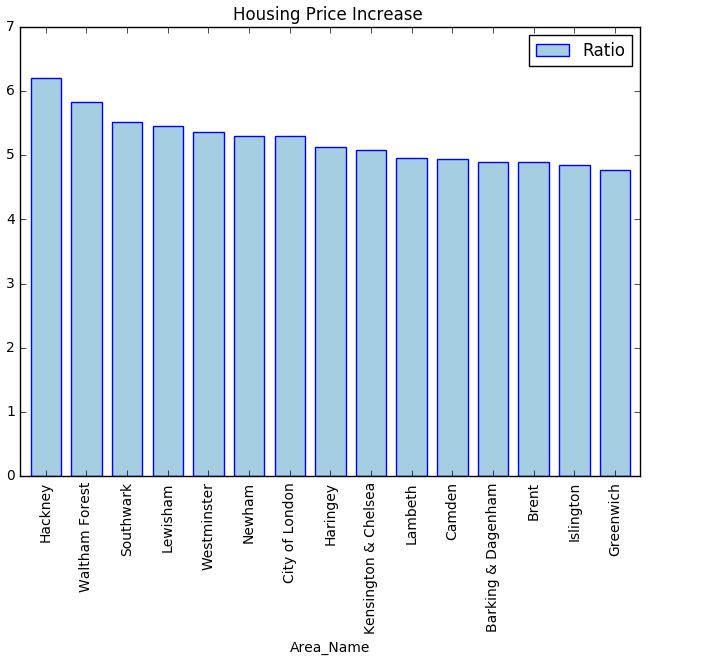 Housing Price Increase
Ratio
7
6
5
4
3
2
1
0
Hackney
Waltham Forest
Southwark
Lewisham
Westminster
Newham
City of London
Haringey
Kensington & Chelsea
Lambeth
Camden
Barking & Dagenham
Brent
Islington
Greenwich
Area_Name